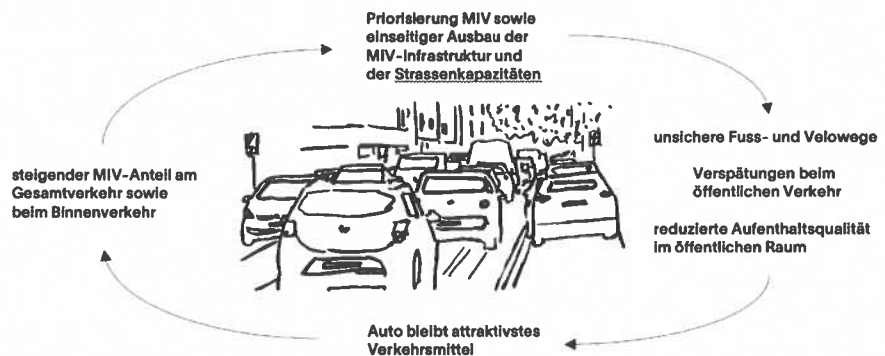 Priorisierung MIV sowie
einseitiger Ausbau der
MIV-Infrastruktur und
der Strassenkapazitäten
unsichere Fuss- und Velowege
Verspätungen beim
öffentlichen Verkehr
reduzierte Aufenthaltsqualität
im öffentlichen Raum
Auto bleibt attraktivstes
Verkehrsmittel
steigender MIV-Anteil am
Gesamtverkehr sowie
beim Binnenverkehr